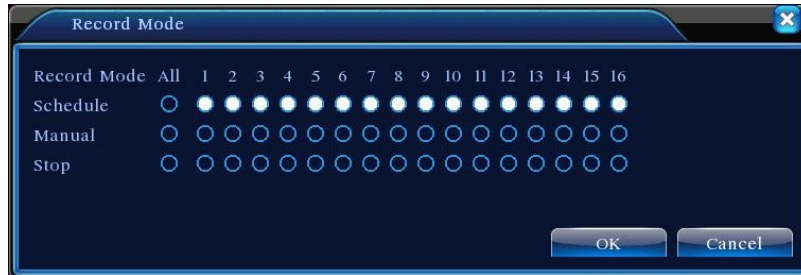 Record Mode
Record Mode All 1 2 3 4 5 6 7 8 9 10 11 12 13 14 15 16
Schedule
Manual
Stop
OK Cancel